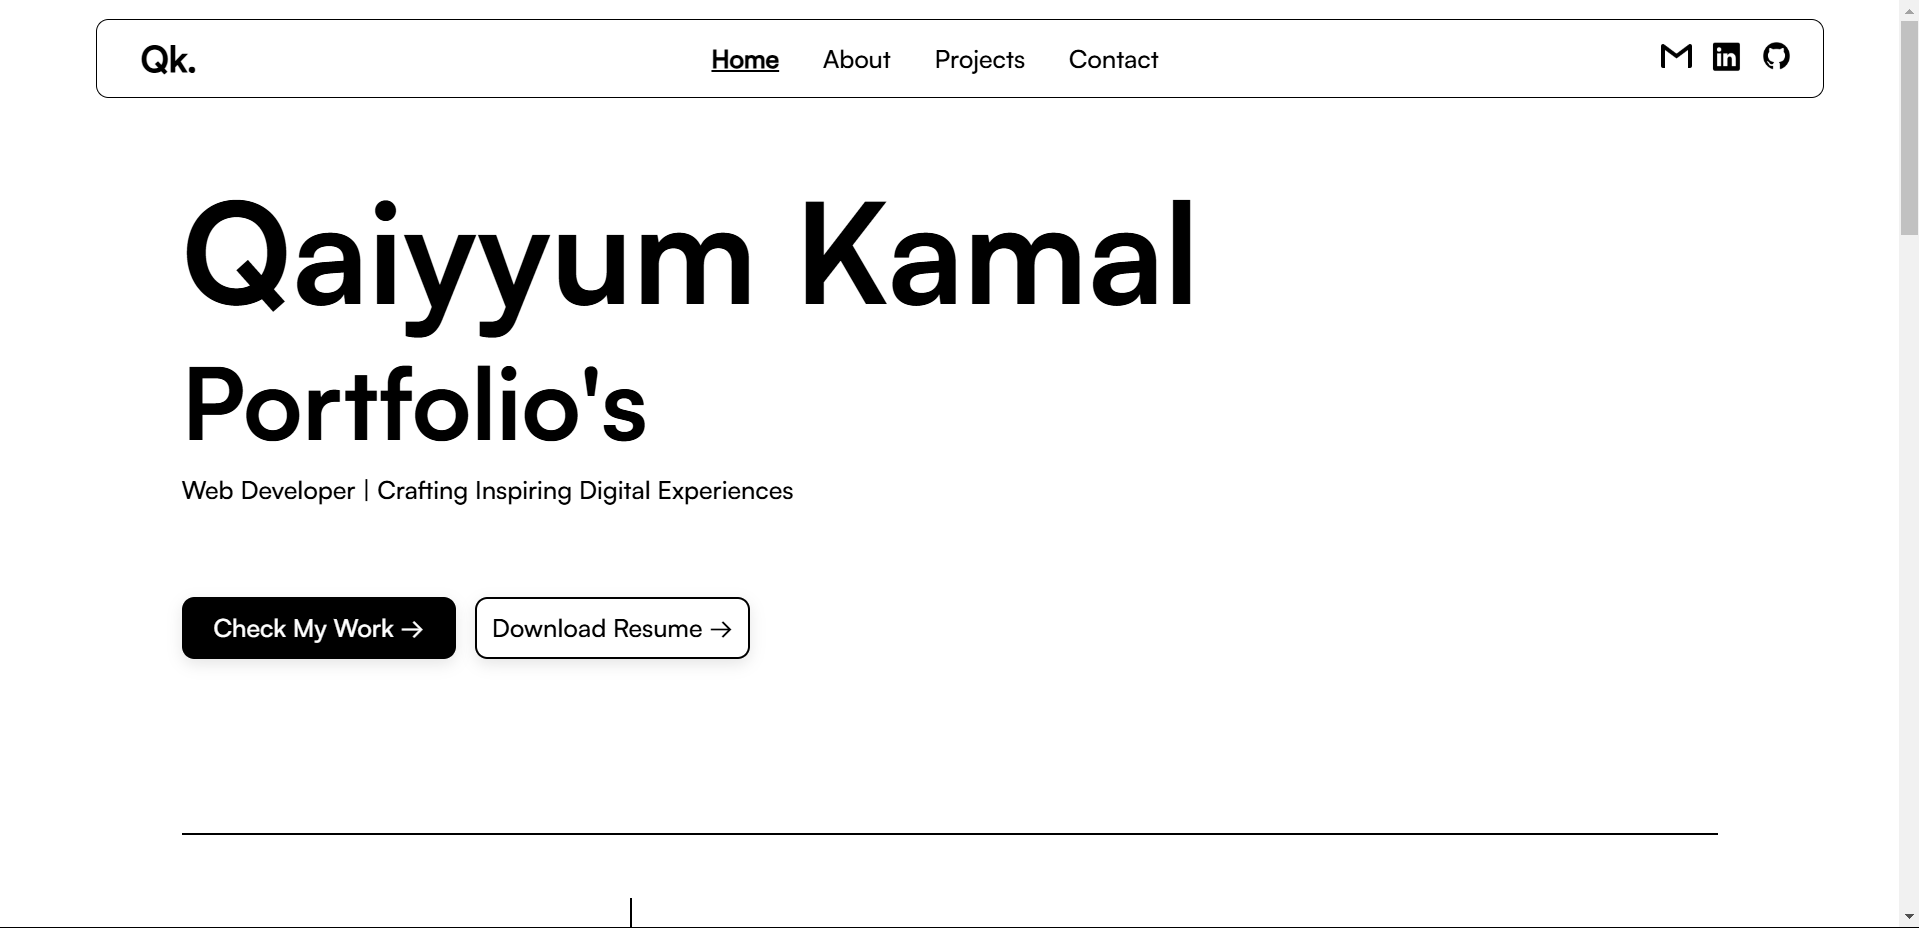 Qk.
Home About Projects Contact
Qaiyyum Kamal
Portfolio's
Web Developer | Crafting Inspiring Digital Experiences
Check My Work → Download Resume →